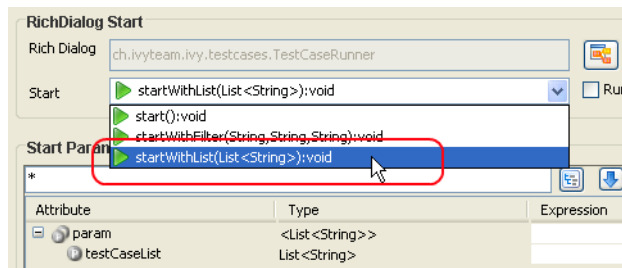 RichDialog Start
Rich Dialog ch.ivyteam.ivy.testcases.TestCaseRunner
Start startWithList(List<String>):void Ru
start():void
startWithFilter(String,String,String):void
Start Param startWithList(List<String>):void
*
Attribute Type Expression
param <List<String>>
testCaseList List<String>